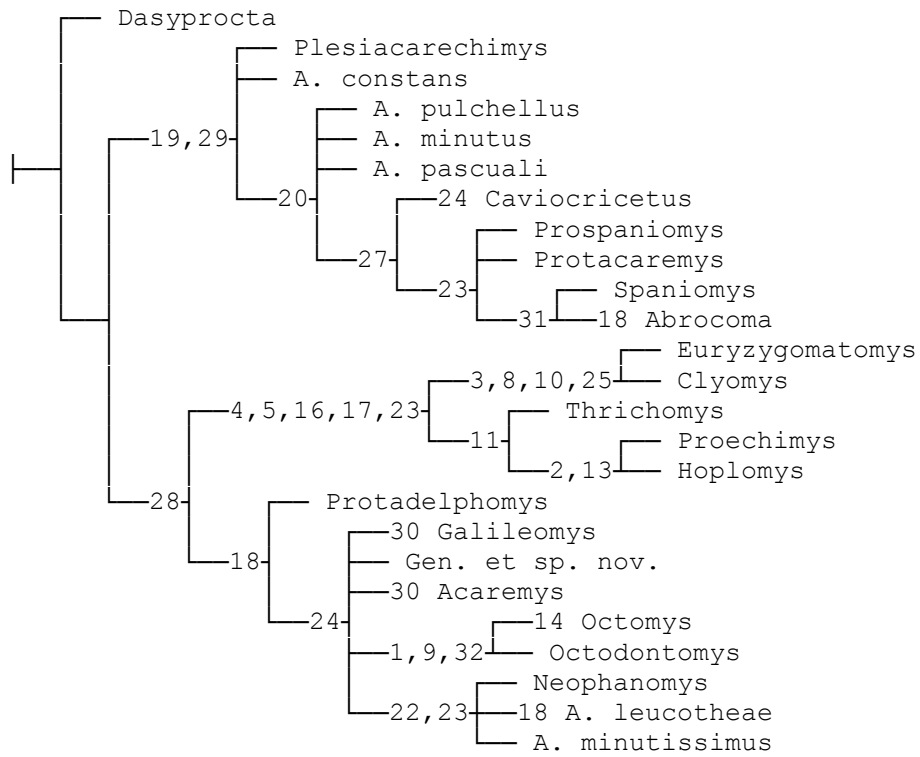 Dasyprocta
Plesiacarechimys
A. constans
A. pulchellus
19,29 A. minutus
A. pascuali
20 24 Caviocricetus
Prospaniomys
27 Protacaremys
23 Spaniomys
31 18 Abrocoma
Euryzygomatomys
3,8,10,25 Clyomys
4,5,16,17,23 Thrichomys
11 Proechimys
2,13 Hoplomys
28 Protadelphomys
30 Galileomys
18 Gen. et sp. nov.
30 Acaremys
24 14 Octomys
1,9,32 Octodontomys
Neophanomys
22,23 18 A. leucotheae
A. minutissimus